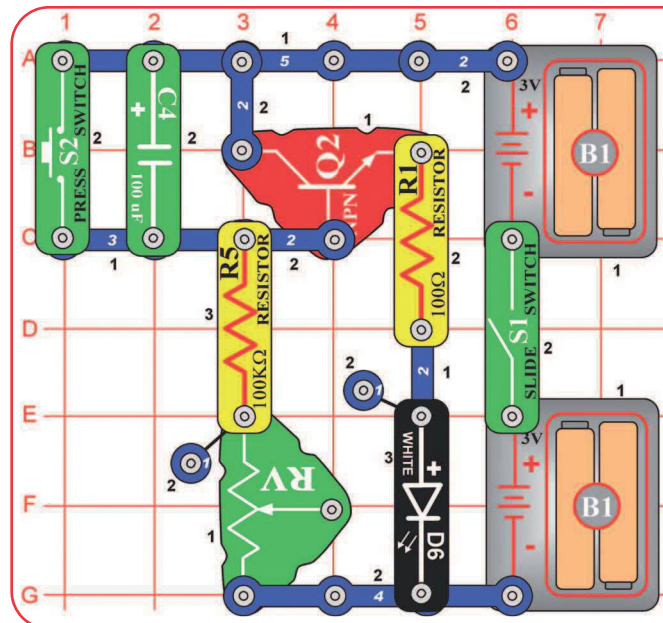 1 2 3 4 5 6 7
A
B
C
D
E
F
G
1
5
2
2
3V
+
-
B1
1
S2
PRESS SWITCH
2
C4
+
100 uF
2
2
2
1
Q2
NPN
R1
RESISTOR
100Ω
2
3
1
2
2
R5
RESISTOR
100KΩ
3
S1
SLIDE SWITCH
2
2
1
1
2
1
2
RV
1
WHITE
+
D6
3
3V
+
-
B1
1
2
4